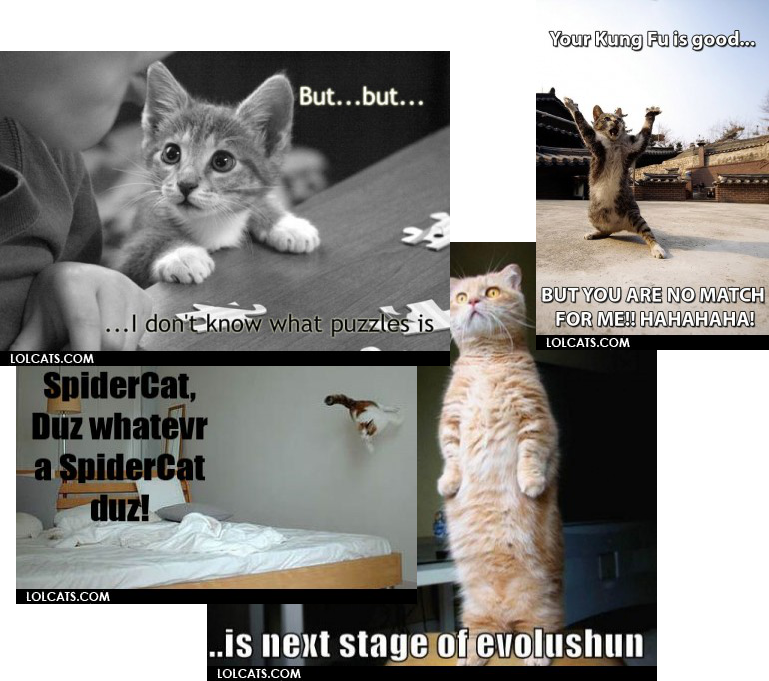 But...but...
...I don't know what puzzles is
LOLCATS.COM
Your Kung Fu is good...
BUT YOU ARE NO MATCH
FOR ME!! HAHAHAHA!
LOLCATS.COM
SpiderCat,
Duz whatevr
a SpiderCat
duz!
LOLCATS.COM
..is next stage of evolushun
LOLCATS.COM